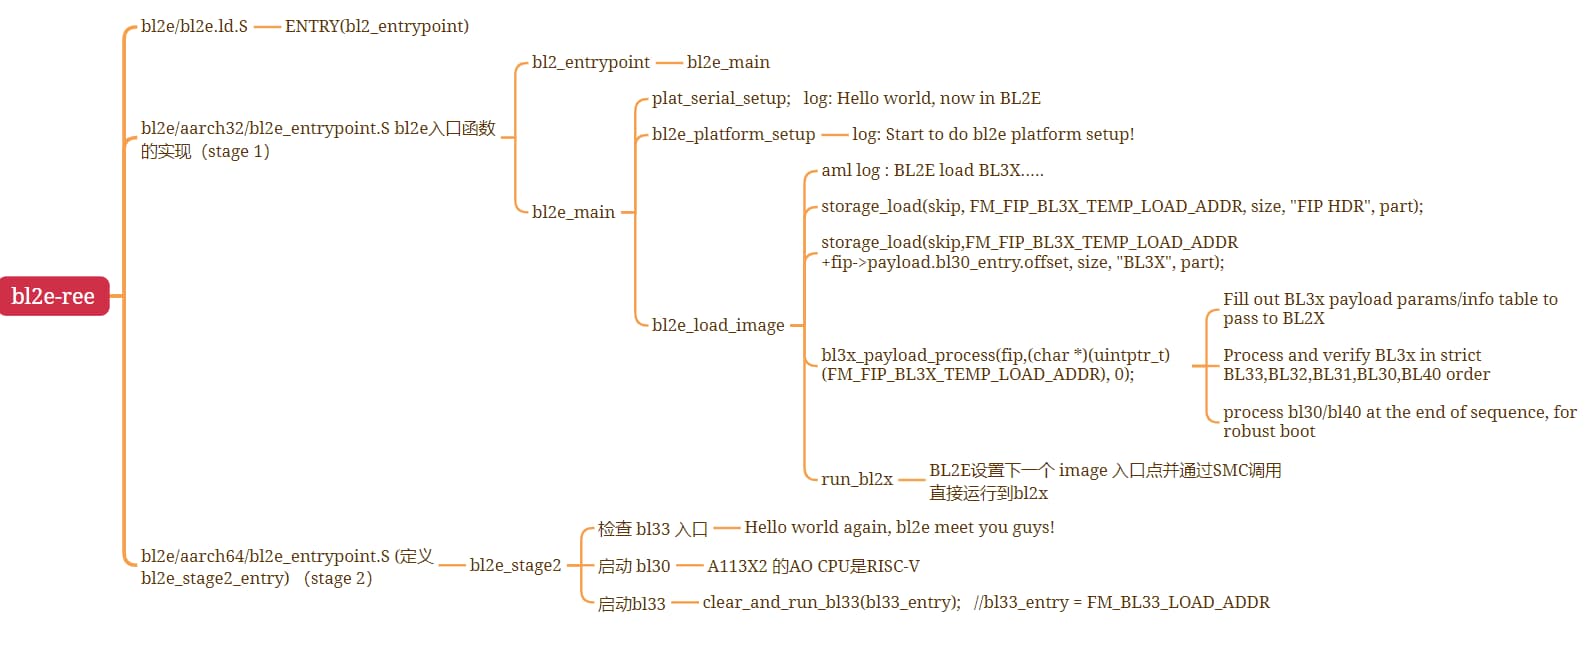 bl2e-ree
bl2e/bl2e.ld.S
ENTRY(bl2_entrypoint)
bl2e/aarch32/bl2e_entrypoint.S bl2e入口函数
的实现（stage 1）
bl2_entrypoint
bl2e_main
bl2e_main
plat_serial_setup;   log: Hello world, now in BL2E
bl2e_platform_setup
log: Start to do bl2e platform setup!
bl2e_load_image
aml log : BL2E load BL3X.....
storage_load(skip, FM_FIP_BL3X_TEMP_LOAD_ADDR, size, "FIP HDR", part);
storage_load(skip,FM_FIP_BL3X_TEMP_LOAD_ADDR
+fip->payload.bl30_entry.offset, size, "BL3X", part);
bl3x_payload_process(fip,(char *)(uintptr_t)
(FM_FIP_BL3X_TEMP_LOAD_ADDR), 0);
Fill out BL3x payload params/info table to
pass to BL2X
Process and verify BL3x in strict
BL33,BL32,BL31,BL30,BL40 order
process bl30/bl40 at the end of sequence, for
robust boot
run_bl2x
BL2E设置下一个 image 入口点并通过SMC调用
直接运行到bl2x
bl2e/aarch64/bl2e_entrypoint.S (定义
bl2e_stage2_entry) （stage 2）
bl2e_stage2
检查 bl33 入口
Hello world again, bl2e meet you guys!
启动 bl30
A113X2 的AO CPU是RISC-V
启动bl33
clear_and_run_bl33(bl33_entry);   //bl33_entry = FM_BL33_LOAD_ADDR